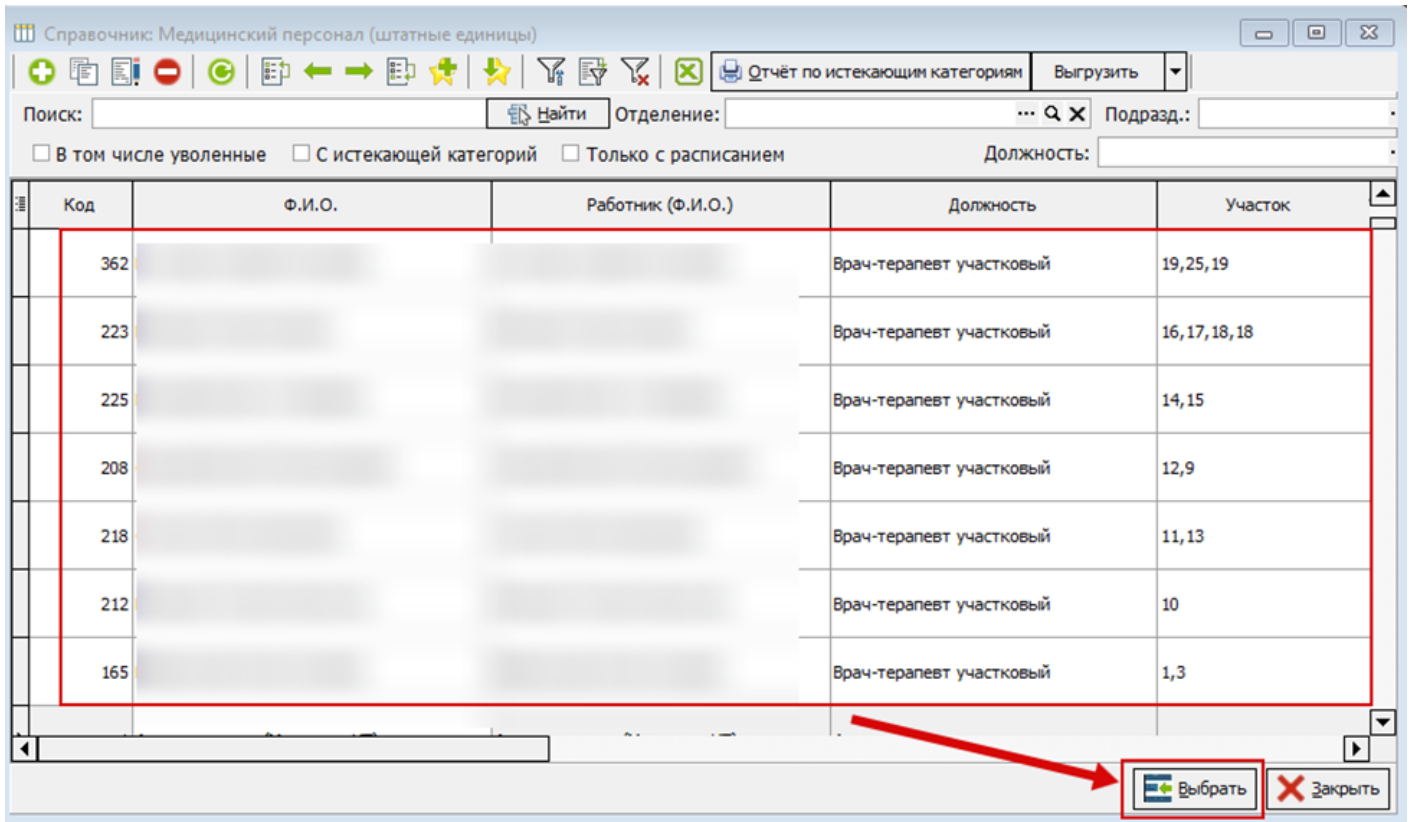 Справочник: Медицинский персонал (штатные единицы)
Отчёт по истекающим категориям Выгрузить
Поиск: Найти Отделение: ... Подразд.:
В том числе уволенные С истекающей категорий Только с расписанием Должность:
Код Ф.И.О. Работник (Ф.И.О.) Должность Участок
362 Врач-терапевт участковый 19,25,19
223 Врач-терапевт участковый 16,17,18,18
225 Врач-терапевт участковый 14,15
208 Врач-терапевт участковый 12,9
218 Врач-терапевт участковый 11,13
212 Врач-терапевт участковый 10
165 Врач-терапевт участковый 1,3
Выбрать Закрыть